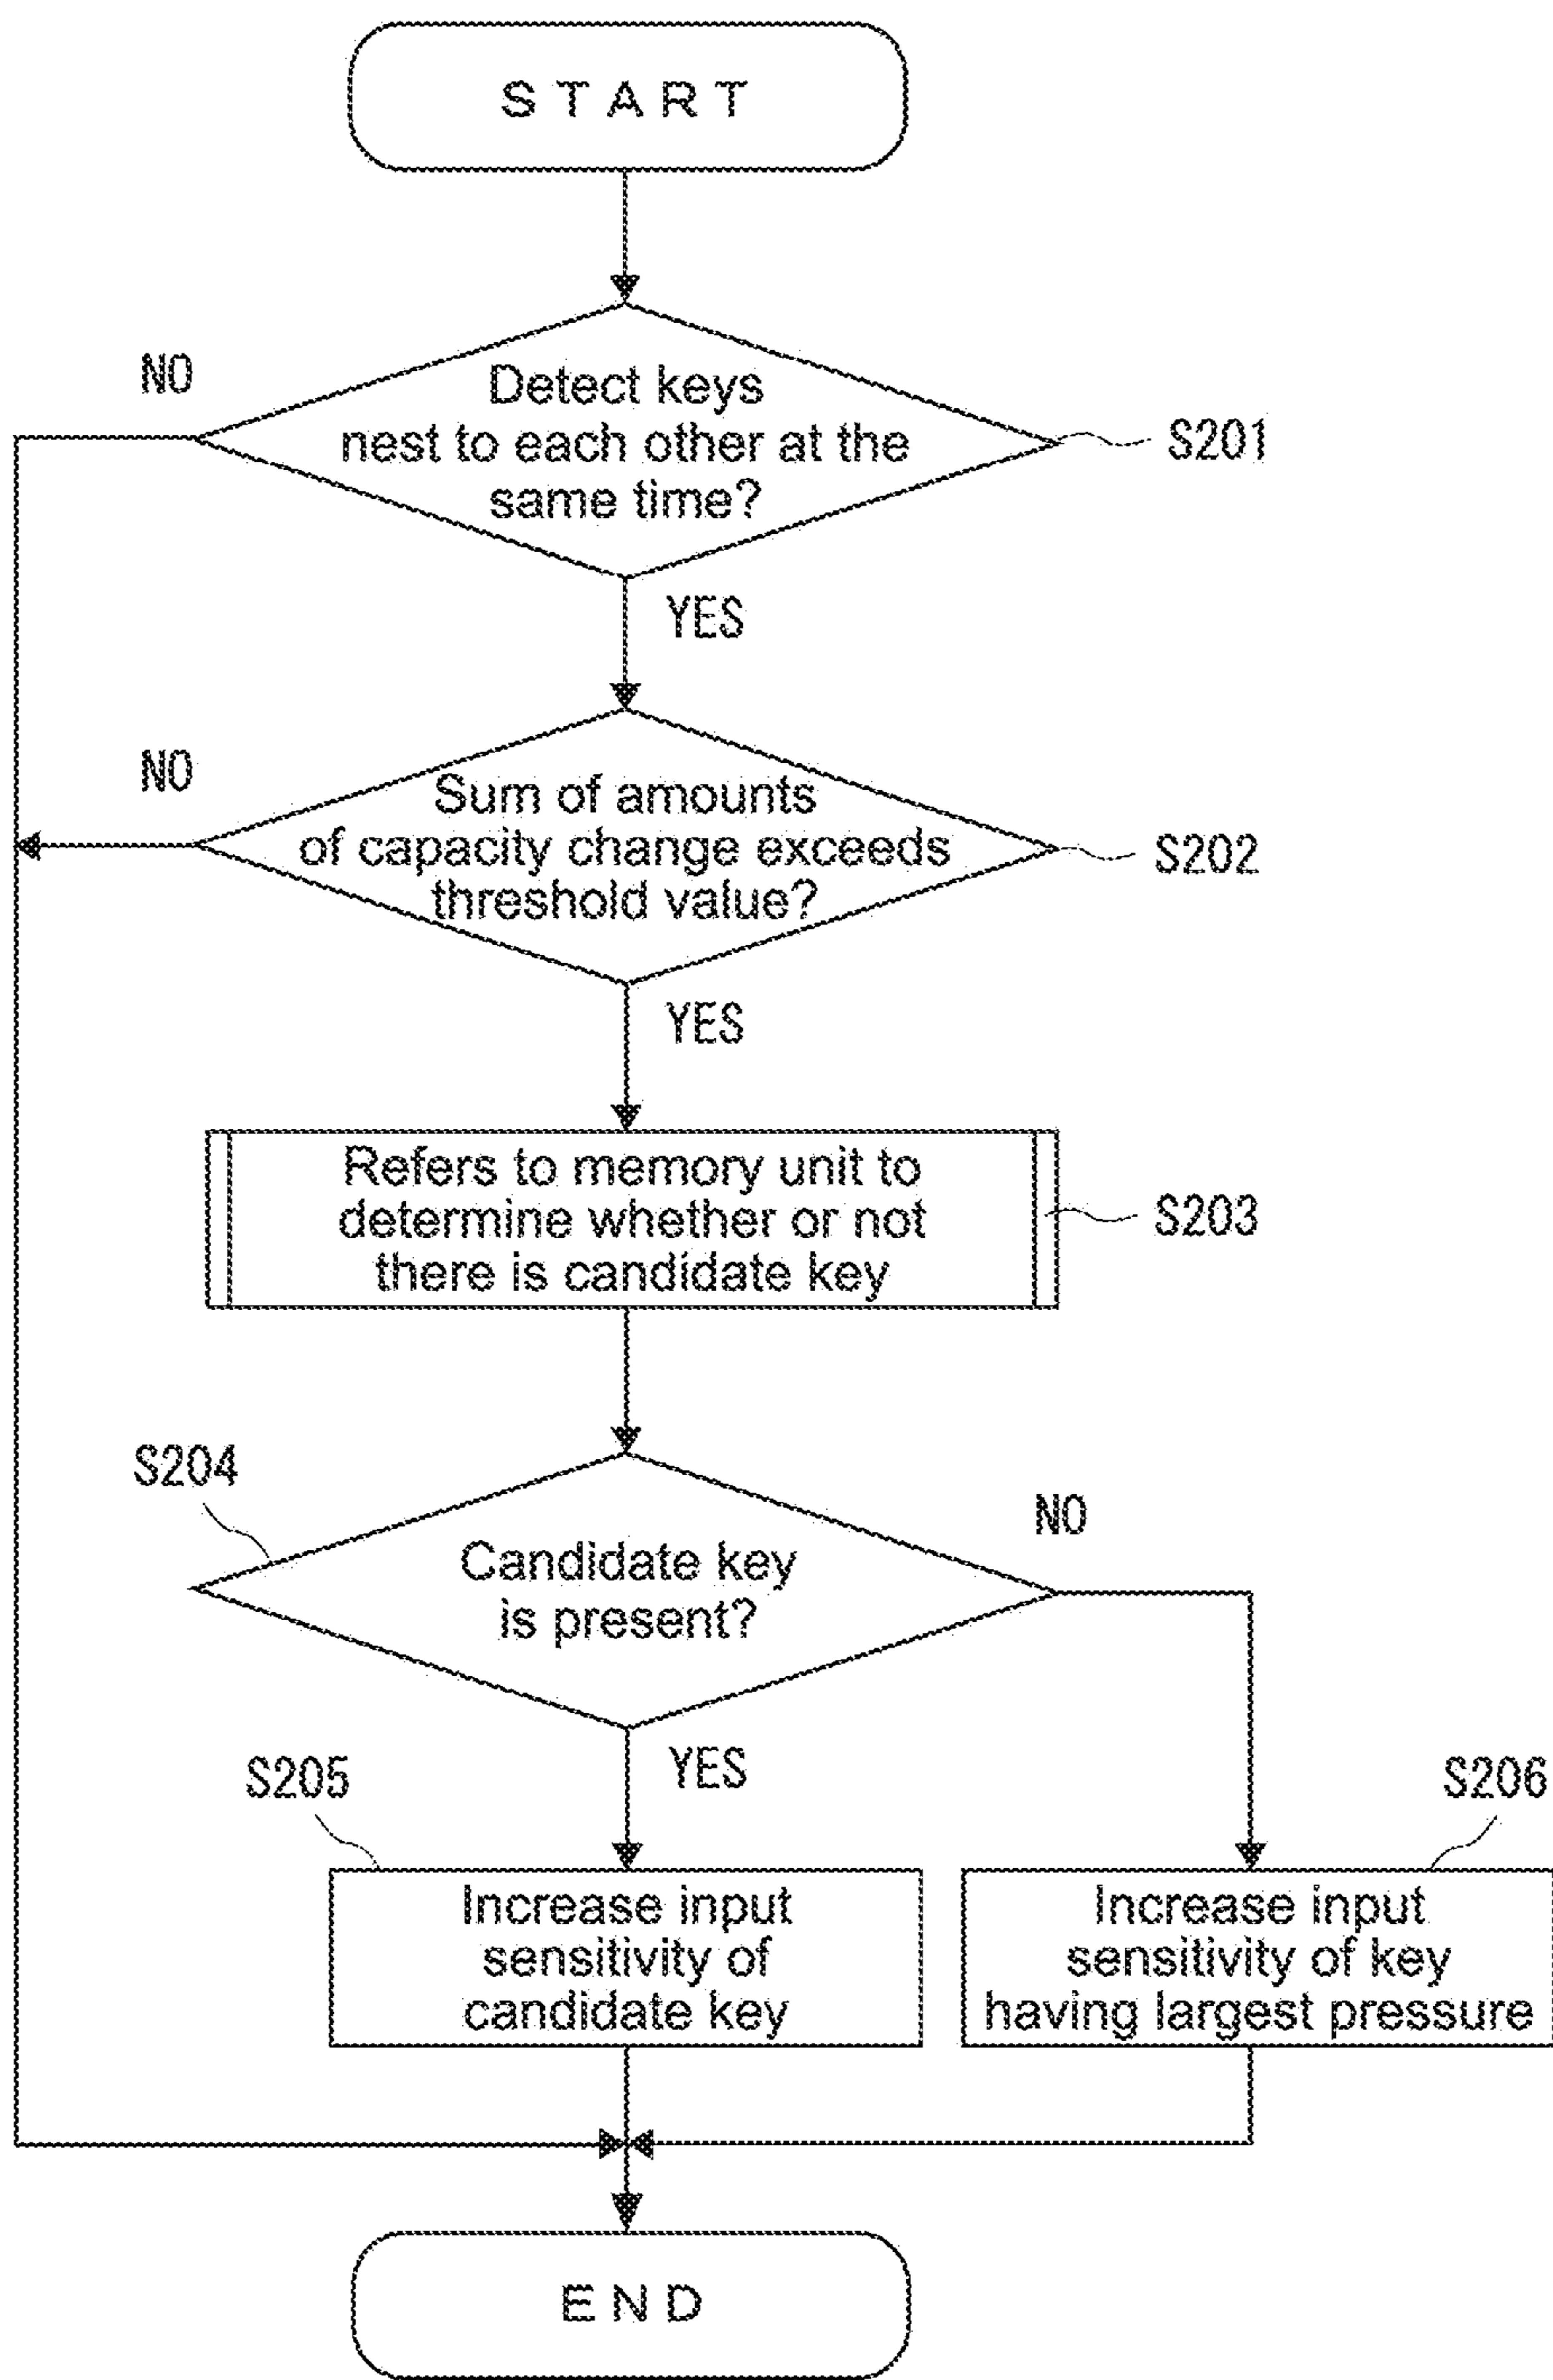 START
NO
Detect keys
nest to each other at the
same time?
S201
YES
NO
Sum of amounts
of capacity change exceeds
threshold value?
S202
YES
Refers to memory unit to
determine whether or not
there is candidate key
S203
S204
NO
Candidate key
is present?
YES
S205
S206
Increase input
sensitivity of
candidate key
Increase input
sensitivity of key
having largest pressure
END